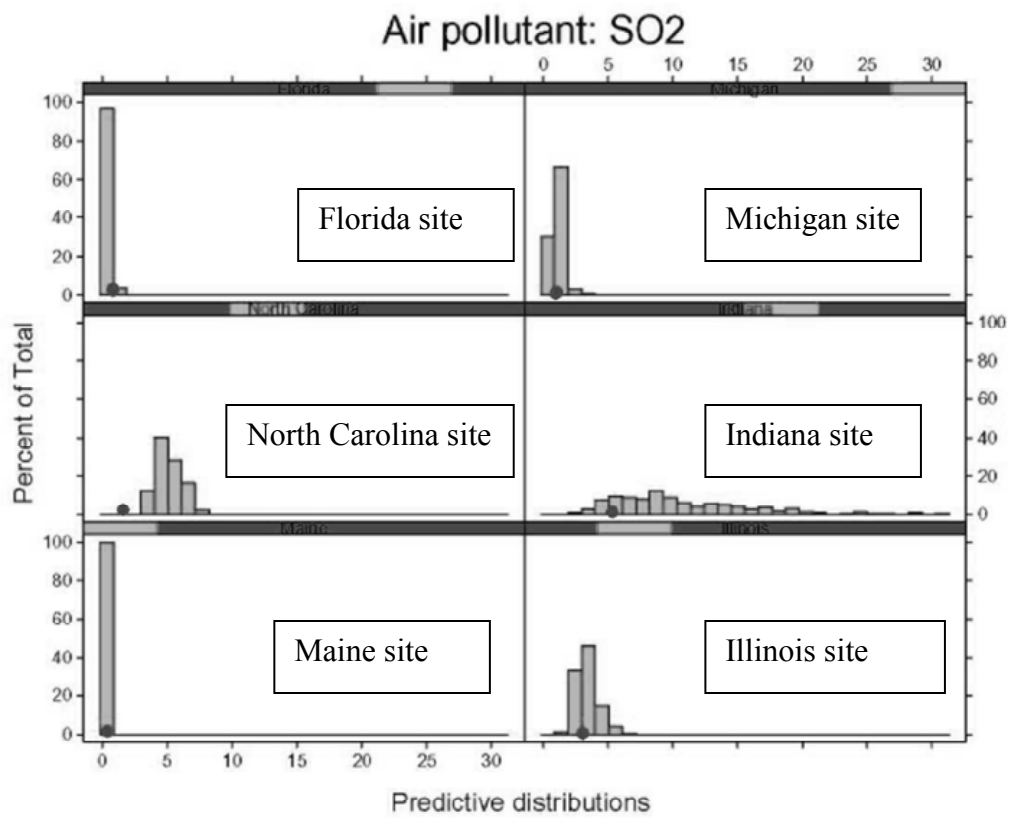 Air pollutant: SO2
0 5 10 15 20 25 30
Florida Michigan
100
80
60
40
20
0
Florida site
Michigan site
North Carolina Indiana
100
80
60
40
20
0
North Carolina site
Indiana site
Maine Illinois
100
80
60
40
20
0
Maine site
Illinois site
0 5 10 15 20 25 30
Percent of Total
Predictive distributions